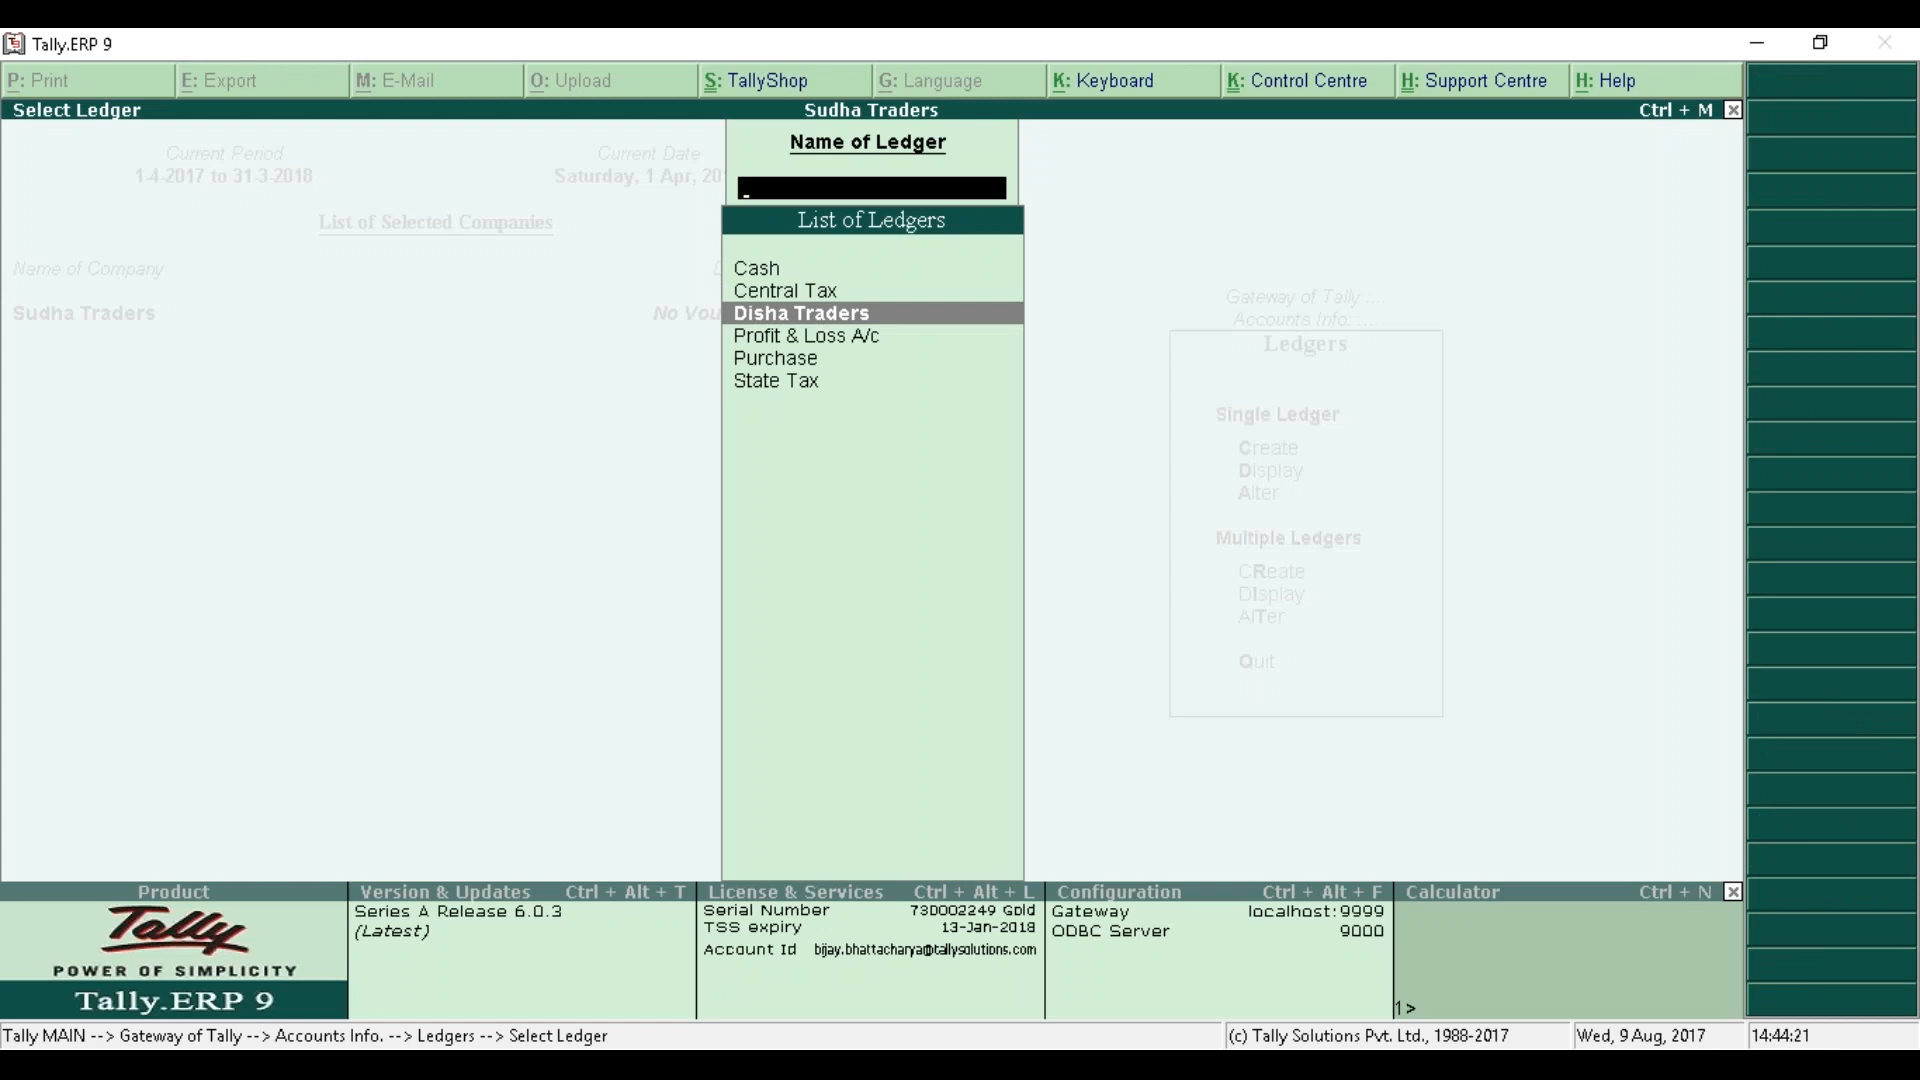 Tally.ERP 9
P: Print E: Export M: E-Mail O: Upload S: TallyShop G: Language K: Keyboard K: Control Centre H: Support Centre H: Help
Select Ledger Sudha Traders Ctrl + M
Name of Ledger
Current Period Current Date
1-4-2017 to 31-3-2018 Saturday, 1 Apr, 20
List of Selected Companies
List of Ledgers
Name of Company
Cash
Central Tax
Sudha Traders No Vou
Disha Traders
Profit & Loss A/c
Purchase
State Tax
Gateway of Tally ....
Accounts Info. ....
Ledgers
Single Ledger
Create
Display
Alter
Multiple Ledgers
CReate
DIsplay
AlTer
Quit
Product
Tally
POWER OF SIMPLICITY
Tally.ERP 9
Version & Updates Ctrl + Alt + T
Series A Release 6.0.3
(Latest)
License & Services Ctrl + Alt + L
Serial Number 730002249 Gold
TSS expiry 13-Jan-2018
Account Id bijay.bhattacharya@tallysolutions.com
Configuration Ctrl + Alt + F
Gateway localhost:9999
ODBC Server 9000
Calculator Ctrl + N
1>
Tally MAIN --> Gateway of Tally --> Accounts Info. --> Ledgers --> Select Ledger (c) Tally Solutions Pvt. Ltd., 1988-2017 Wed, 9 Aug, 2017 14:44:21